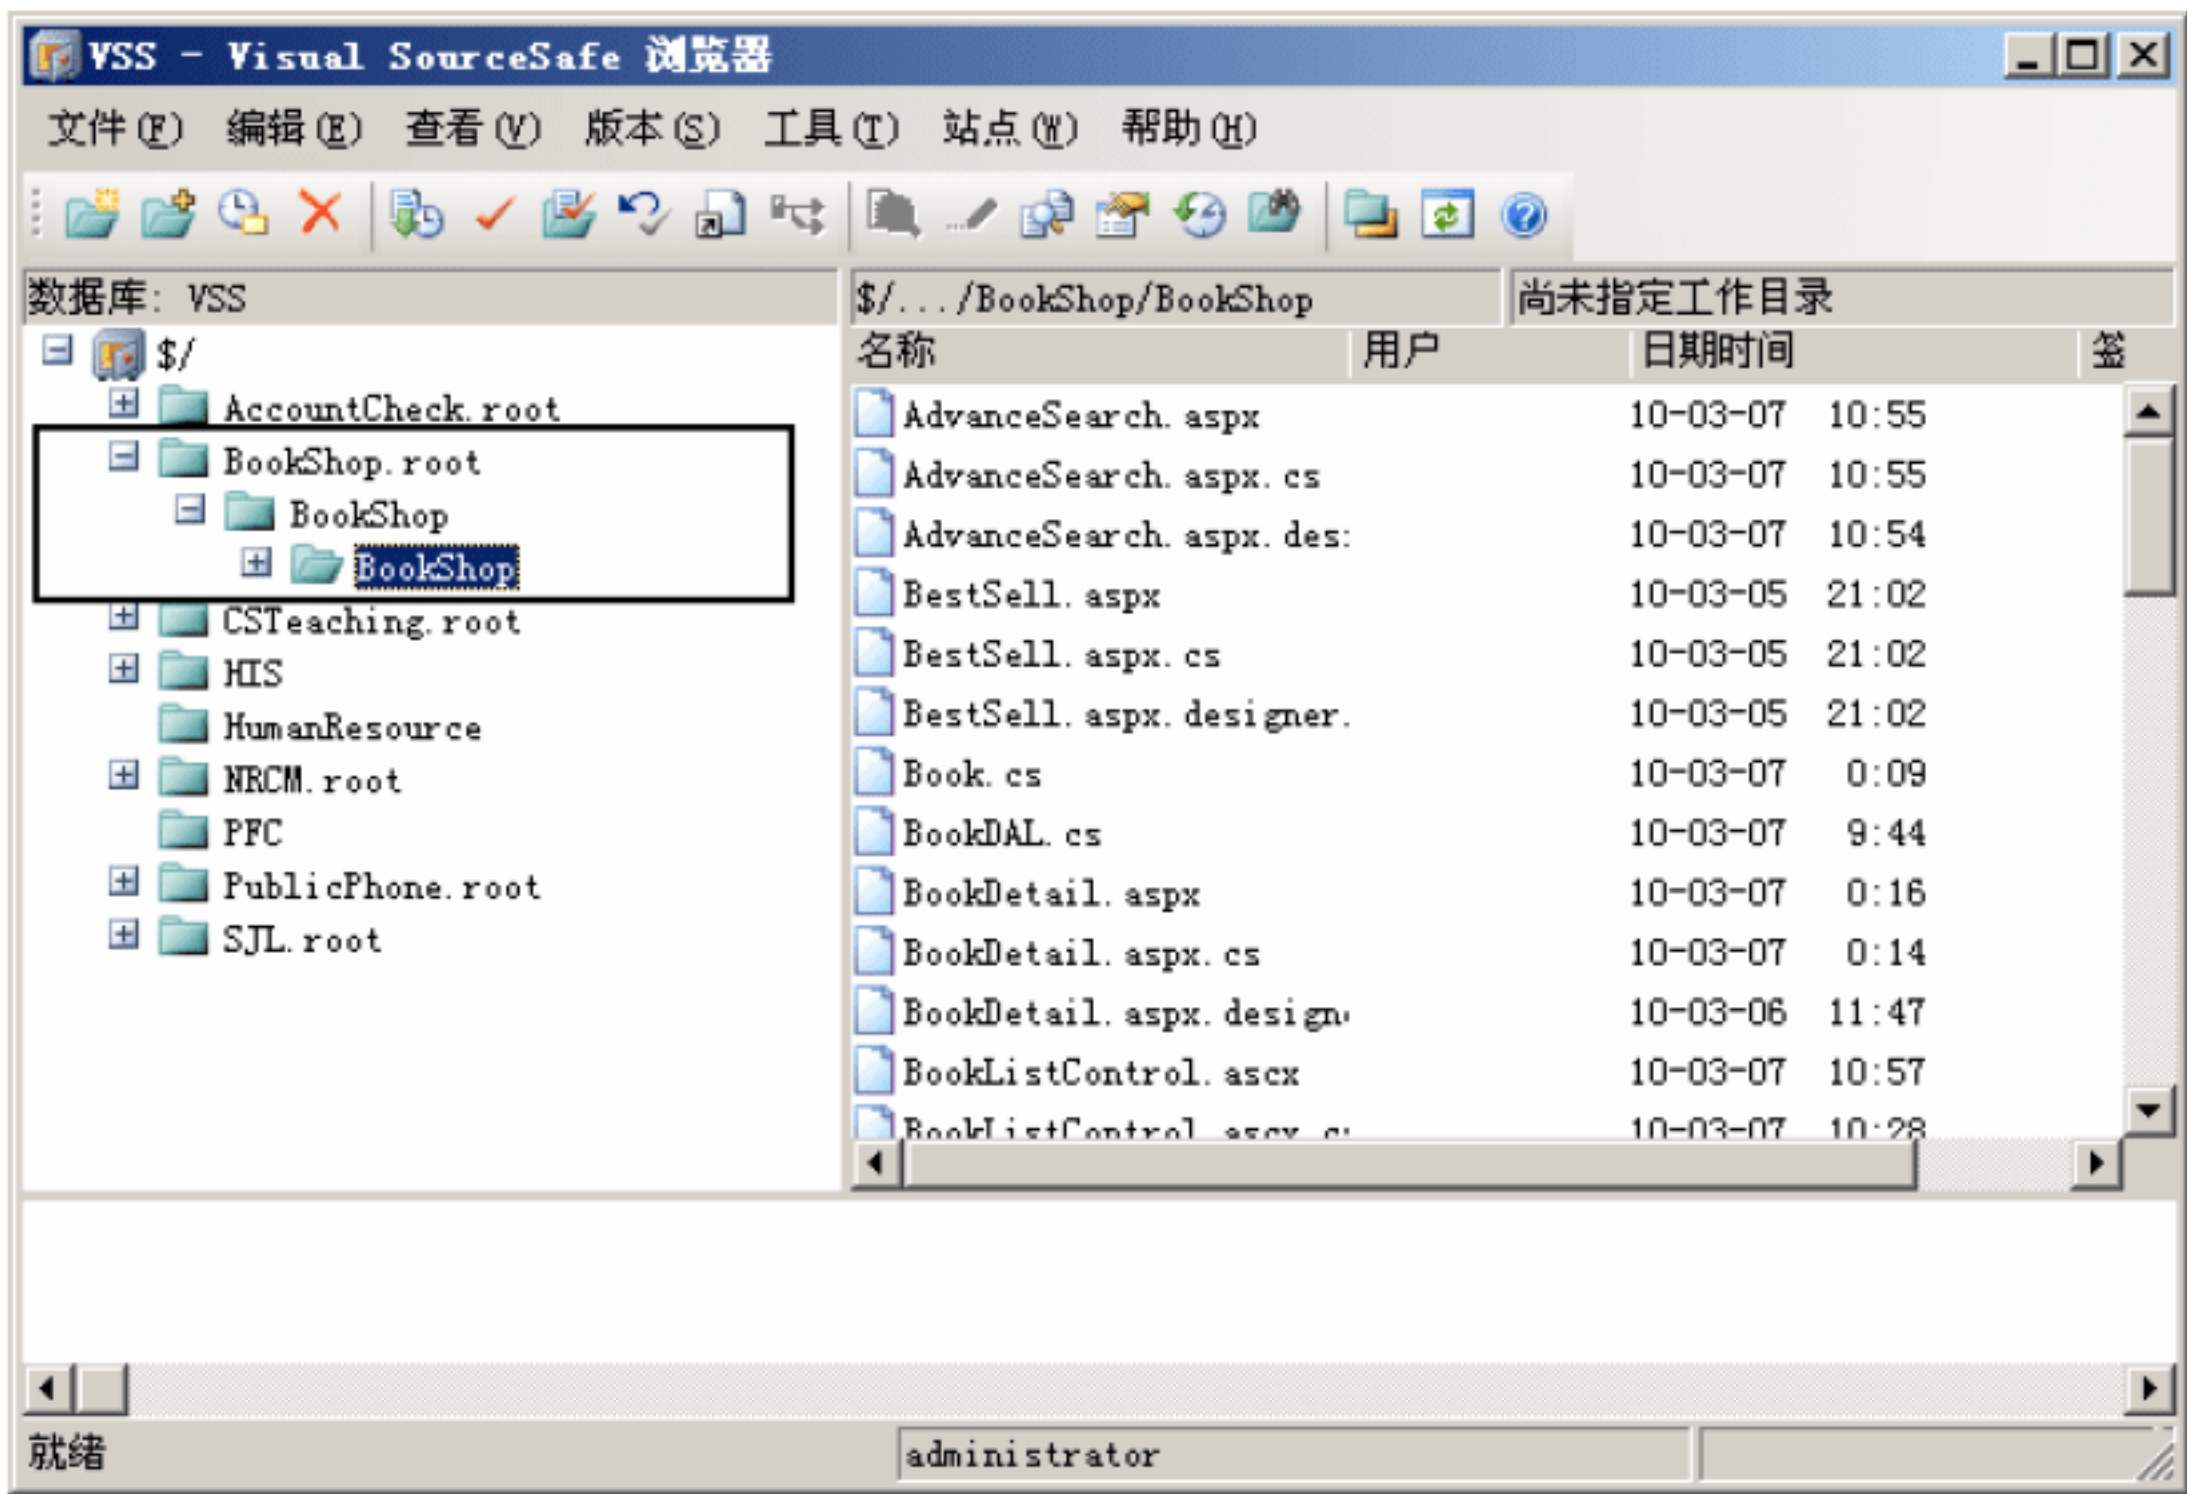 VSS - Visual SourceSafe 浏览器
文件(F) 编辑(E) 查看(V) 版本(S) 工具(T) 站点(W) 帮助(H)
数据库: VSS
$/
AccountCheck.root
BookShop.root
BookShop
BookShop
CSTeaching.root
HIS
HumanResource
NRCM.root
PFC
PublicPhone.root
SJL.root
$/.../BookShop/BookShop 尚未指定工作目录
名称 用户 日期时间 签
AdvanceSearch.aspx 10-03-07 10:55
AdvanceSearch.aspx.cs 10-03-07 10:55
AdvanceSearch.aspx.des 10-03-07 10:54
BestSell.aspx 10-03-05 21:02
BestSell.aspx.cs 10-03-05 21:02
BestSell.aspx.designer. 10-03-05 21:02
Book.cs 10-03-07 0:09
BookDAL.cs 10-03-07 9:44
BookDetail.aspx 10-03-07 0:16
BookDetail.aspx.cs 10-03-07 0:14
BookDetail.aspx.design 10-03-06 11:47
BookListControl.ascx 10-03-07 10:57
BookListControl.ascx.c 10-03-07 10:28
就绪 administrator